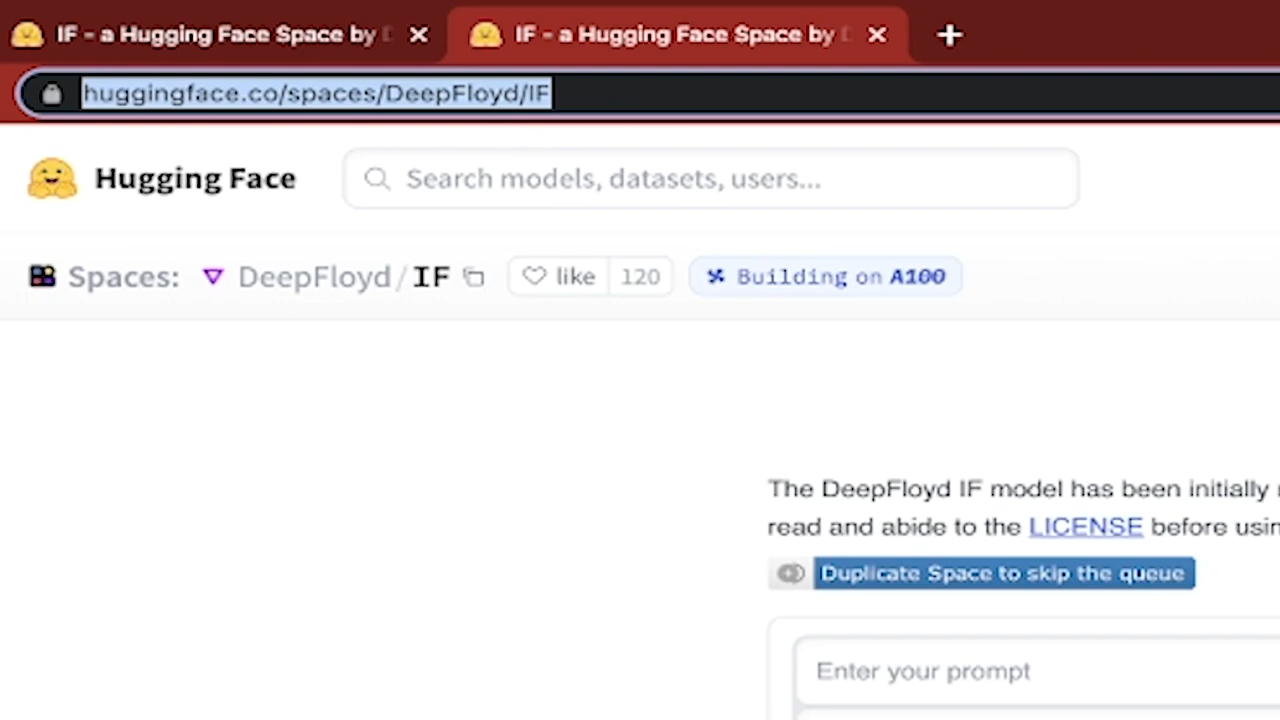 IF - a Hugging Face Space by
IF - a Hugging Face Space by
huggingface.co/spaces/DeepFloyd/IF
Hugging Face
Search models, datasets, users...
Spaces: DeepFloyd/IF like 120 Building on A100
The DeepFloyd IF model has been initially
read and abide to the LICENSE before
Duplicate Space to skip the queue
Enter your prompt